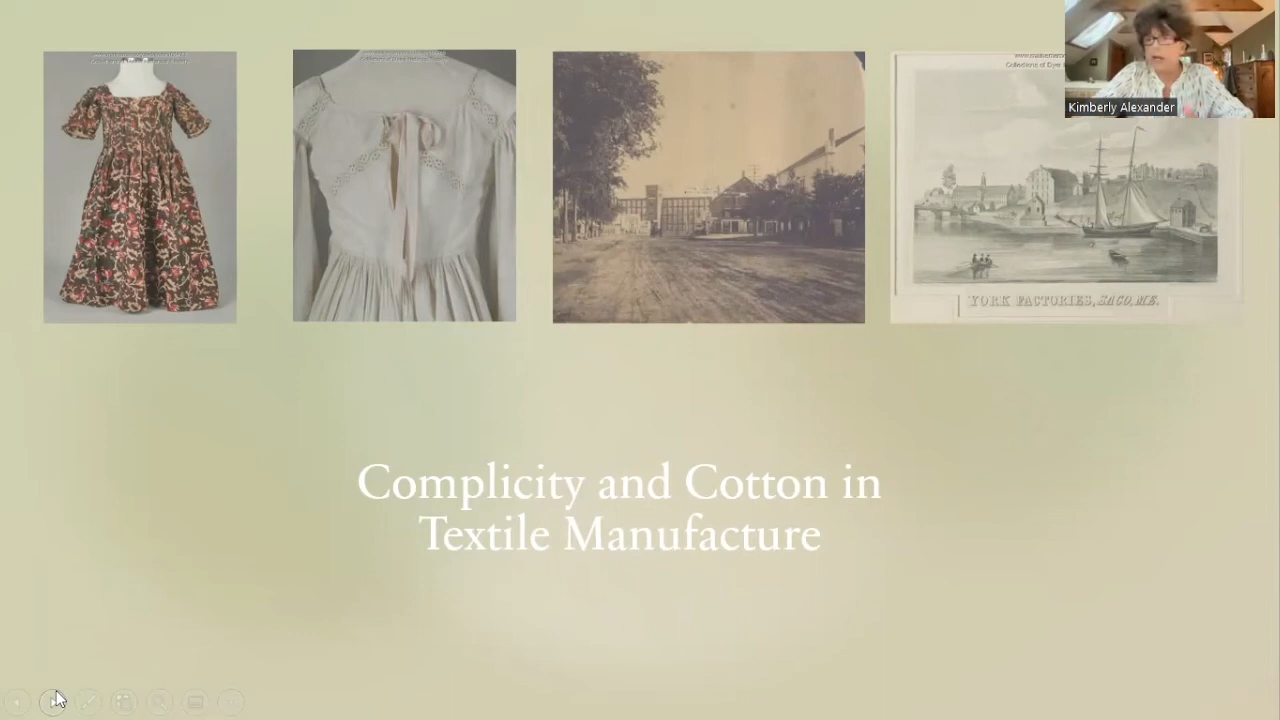 Kimberly Alexander
YORK FACTORIES, SACO, ME.
Complicity and Cotton in
Textile Manufacture